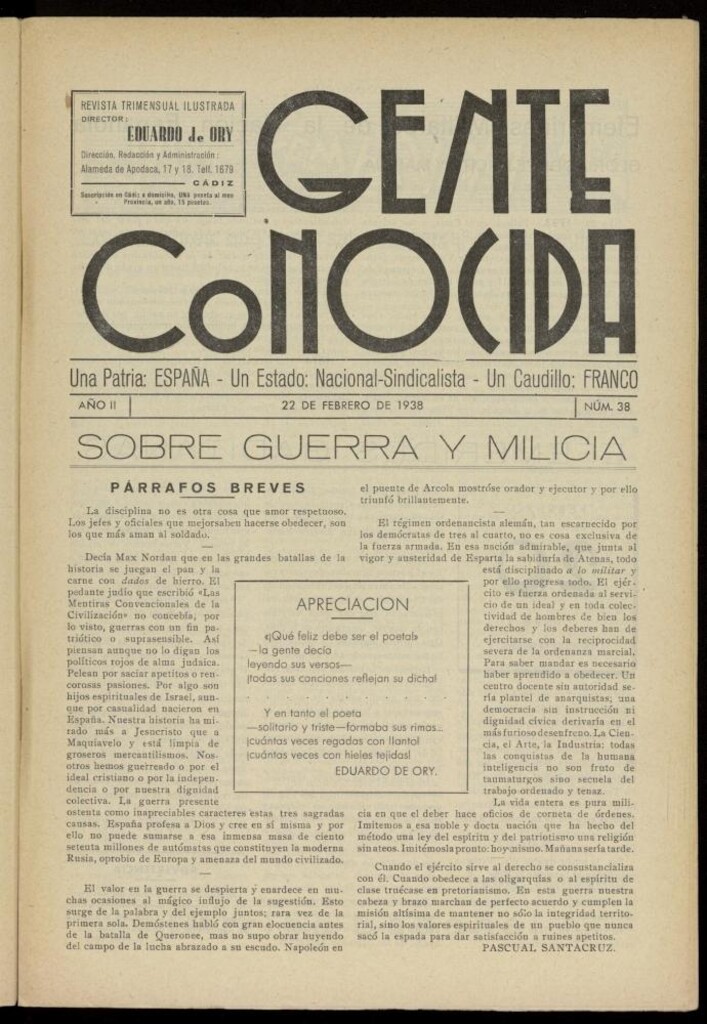 REVISTA TRIMENSUAL ILUSTRADA
DIRECTOR:
EDUARDO de ORY
Dirección, Redacción y Administración:
Alameda de Apodaca, 17 y 18. Telf. 1679
CÁDIZ
Suscripción en Cádiz a domicilio, UNA peseta al mes
Provincia, un año, 15 pesetas.
GENTE
CONOCIDA
Una Patria: ESPAÑA - Un Estado: Nacional-Sindicalista - Un Caudillo: FRANCO
AÑO II
22 DE FEBRERO DE 1938
NÚM. 38
SOBRE GUERRA Y MILICIA
PÁRRAFOS BREVES
La disciplina no es otra cosa que amor respetuoso.
Los jefes y oficiales que mejorsaben hacerse obedecer, son
los que más aman al soldado.
Decía Max Nordan que en las grandes batallas de la
historia se juegan el pan y la
carne con dados de hierro. El
pedante judío que escribió «Las
Mentiras Convencionales de la
Civilización» no concebía, por
lo visto, guerras con un fin pa-
triótico o suprasensible. Así
piensan aunque no lo digan los
políticos rojos de alma judaica.
Pelean por saciar apetitos o ren-
corosas pasiones. Por algo son
hijos espirituales de Israel, aun-
que por casualidad nacieron en
España. Nuestra historia ha mi-
rado más a Jesucristo que a
Maquiavelo y está limpia de
groseros mercantilismos. Nos-
otros hemos guerreado o por el
ideal cristiano o por la indepen-
dencia o por nuestra dignidad
colectiva. La guerra presente
ostenta como inapreciables caracteres estas tres sagradas
causas. España profesa a Dios y cree en sí misma y por
ello no puede sumarse a esa inmensa masa de ciento
setenta millones de autómatas que constituyen la moderna
Rusia, oprobio de Europa y amenaza del mundo civilizado.
El valor en la guerra se despierta y enardece en mu-
chas ocasiones al mágico influjo de la sugestión. Esto
surge de la palabra y del ejemplo juntos; rara vez de la
primera sola. Demóstenes habló con gran elocuencia antes
de la batalla de Queronee, mas no supo obrar huyendo
del campo de la lucha abrazado a su escudo. Napoleón en
el puente de Arcola mostróse orador y ejecutor y por ello
triunfó brillantemente.
El régimen ordenancista alemán, tan escarnecido por
los demócratas de tres al cuarto, no es cosa exclusiva de
la fuerza armada. En esa nación admirable, que junta al
vigor y austeridad de Esparta la sabiduría de Atenas, todo
está disciplinado a lo militar y
por ello progresa todo. El ejér-
cito es fuerza ordenada al servi-
cio de un ideal y en toda colec-
tividad de hombres de bien los
derechos y los deberes han de
ejercitarse con la reciprocidad
severa de la ordenanza marcial.
Para saber mandar es necesario
haber aprendido a obedecer. Un
centro docente sin autoridad se-
ría plantel de anarquistas; una
democracia sin instrucción ni
dignidad cívica derivaría en el
más furioso desenfreno. La Cien-
cia, el Arte, la Industria: todas
las conquistas de la humana
inteligencia no son fruto de
taumaturgos sino secuela del
trabajo ordenado y tenaz.
La vida entera es pura mili-
cia en que el deber hace oficios de corneta de órdenes.
Imitemos a esa noble y docta nación que ha hecho del
método una ley del espíritu y del patriotismo una religión
sin ateos. Imitémosla pronto: hoy mismo. Mañana sería tarde.
Cuando el ejército sirve al derecho se consustancializa
con él. Cuando obedece a las oligarquías o al espíritu de
clase truécase en pretorianismo. En esta guerra nuestra
cabeza y brazo marchan de perfecto acuerdo y cumplen la
misión altísima de mantener no sólo la integridad territo-
rial, sino los valores espirituales de un pueblo que nunca
sacó la espada para dar satisfacción a ruines apetitos.
PASCUAL SANTACRUZ.
APRECIACION
«¡Qué feliz debe ser el poeta!»
—la gente decía
leyendo sus versos—
¡todas sus canciones reflejan su dicha!
. . . . . . . . . . . .
Y en tanto el poeta
—solitario y triste—formaba sus rimas...
¡cuántas veces regadas con llanto!
¡cuántas veces con hieles tejidas!
EDUARDO DE ORY.